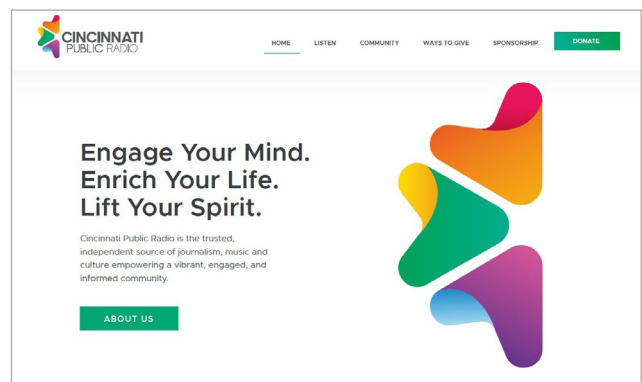 CINCINNATI
PUBLIC RADIO
HOME LISTEN COMMUNITY WAYS TO GIVE SPONSORSHIP DONATE
Engage Your Mind.
Enrich Your Life.
Lift Your Spirit.
Cincinnati Public Radio is the trusted,
independent source of journalism, music and
culture empowering a vibrant, engaged, and
informed community.
ABOUT US